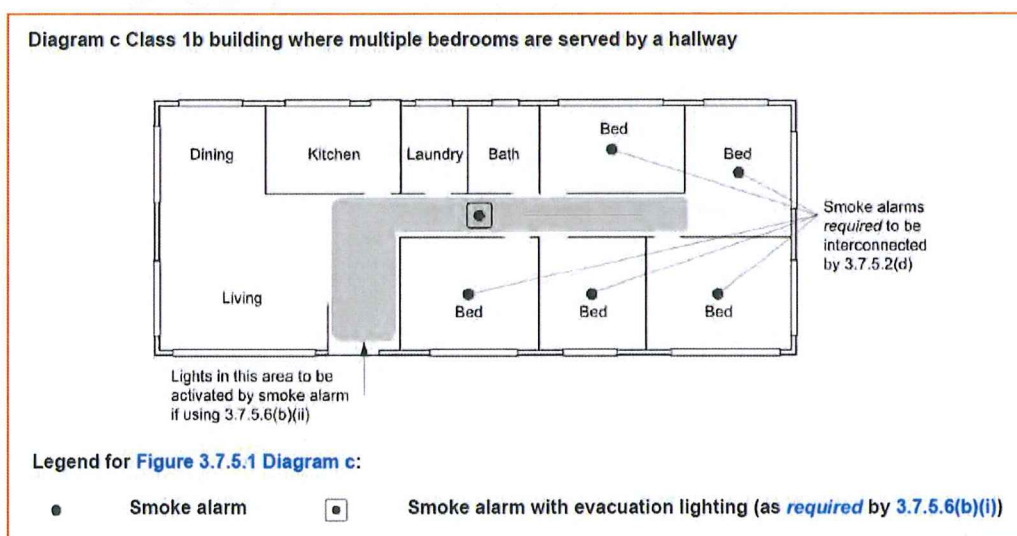 Diagram c Class 1b building where multiple bedrooms are served by a hallway
Dining
Kitchen
Laundry
Bath
Bed
Bed
Smoke alarms
required to be
interconnected
by 3.7.5.2(d)
Living
Bed
Bed
Bed
Lights in this area to be
activated by smoke alarm
if using 3.7.5.6(b)(ii)
Legend for Figure 3.7.5.1 Diagram c:
Smoke alarm
Smoke alarm with evacuation lighting (as required by 3.7.5.6(b)(i))